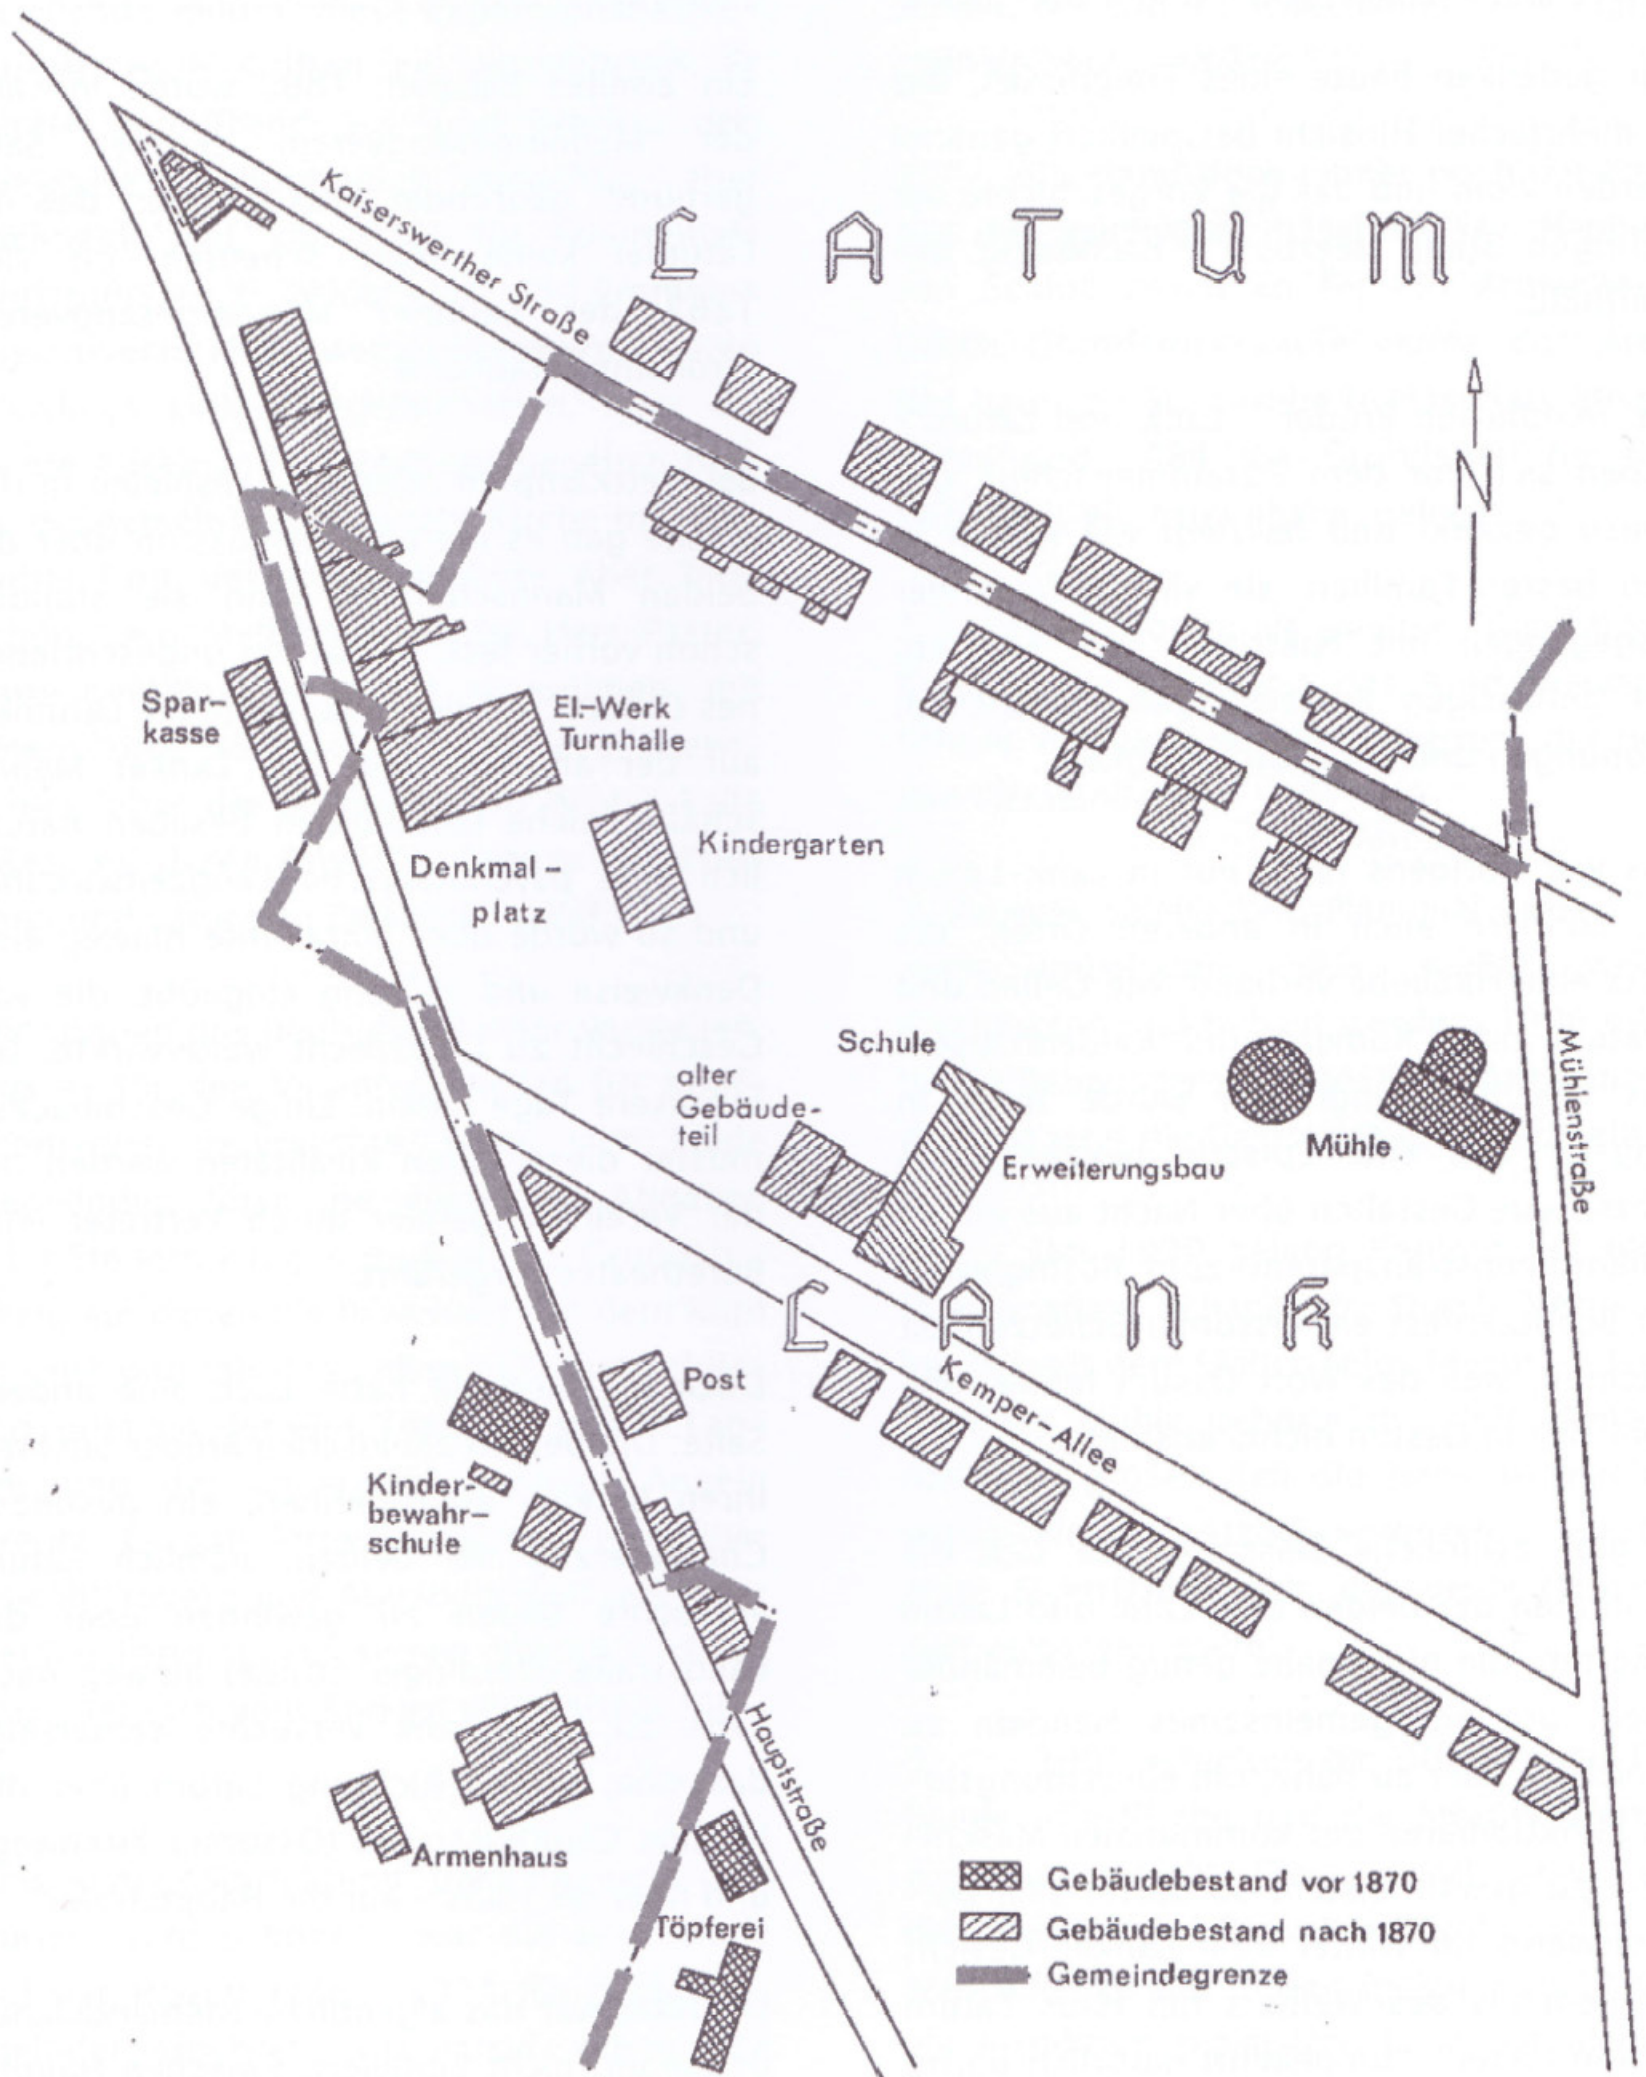 Kaiserswerther Straße
LATUM
N
Spar-
kasse
El.-Werk
Turnhalle
Kindergarten
Denkmal-
platz
Schule
alter
Gebäude-
teil
Erweiterungsbau
Mühle
Mühlenstraße
LANK
Kemper-Allee
Post
Kinder-
bewahr-
schule
Hauptstraße
Armenhaus
Töpferei
Gebäudebestand vor 1870
Gebäudebestand nach 1870
Gemeindegrenze